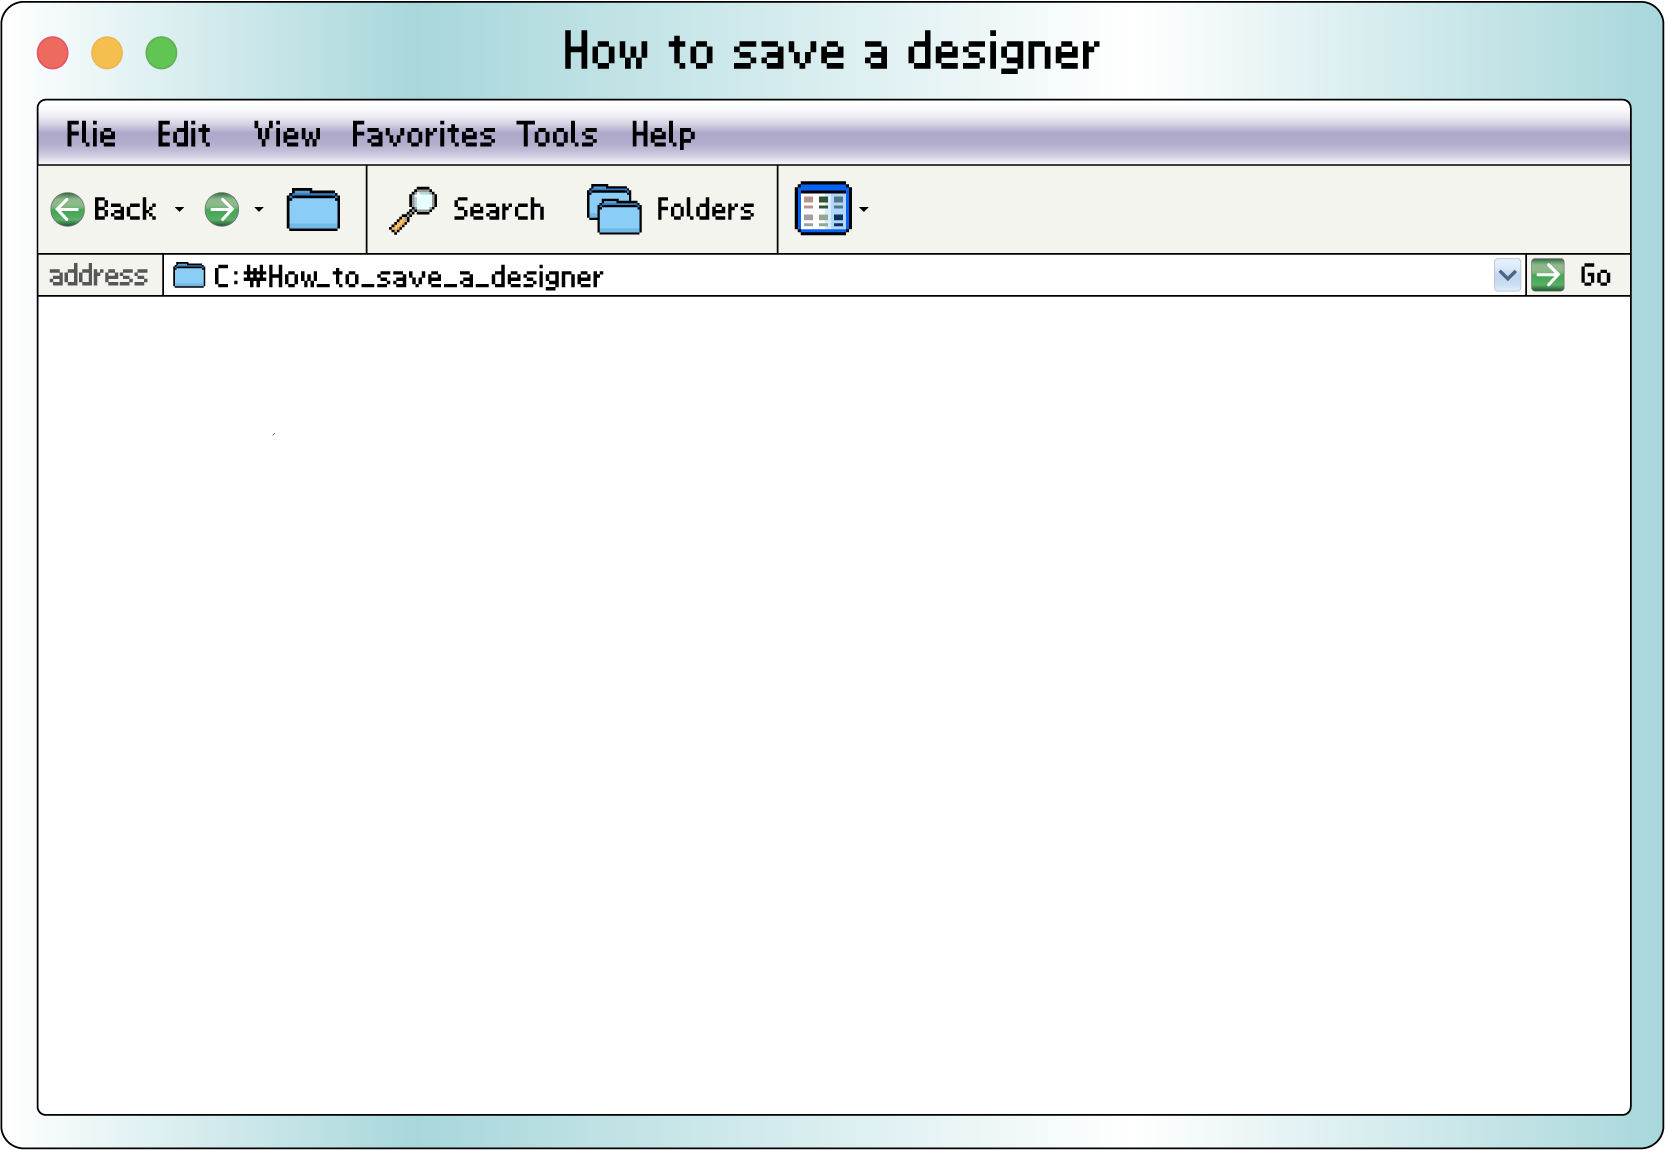 How to save a designer
Flie Edit View Favorites Tools Help
Back Search Folders
address C:₩How_to_save_a_designer Go